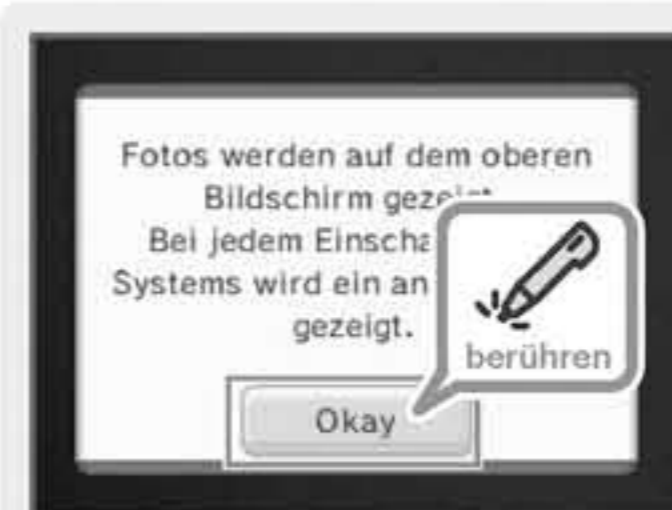 Fotos werden auf dem oberen
Bildschirm
Bei jedem
Systems wird ein
gezeigt.
berühren
Okay